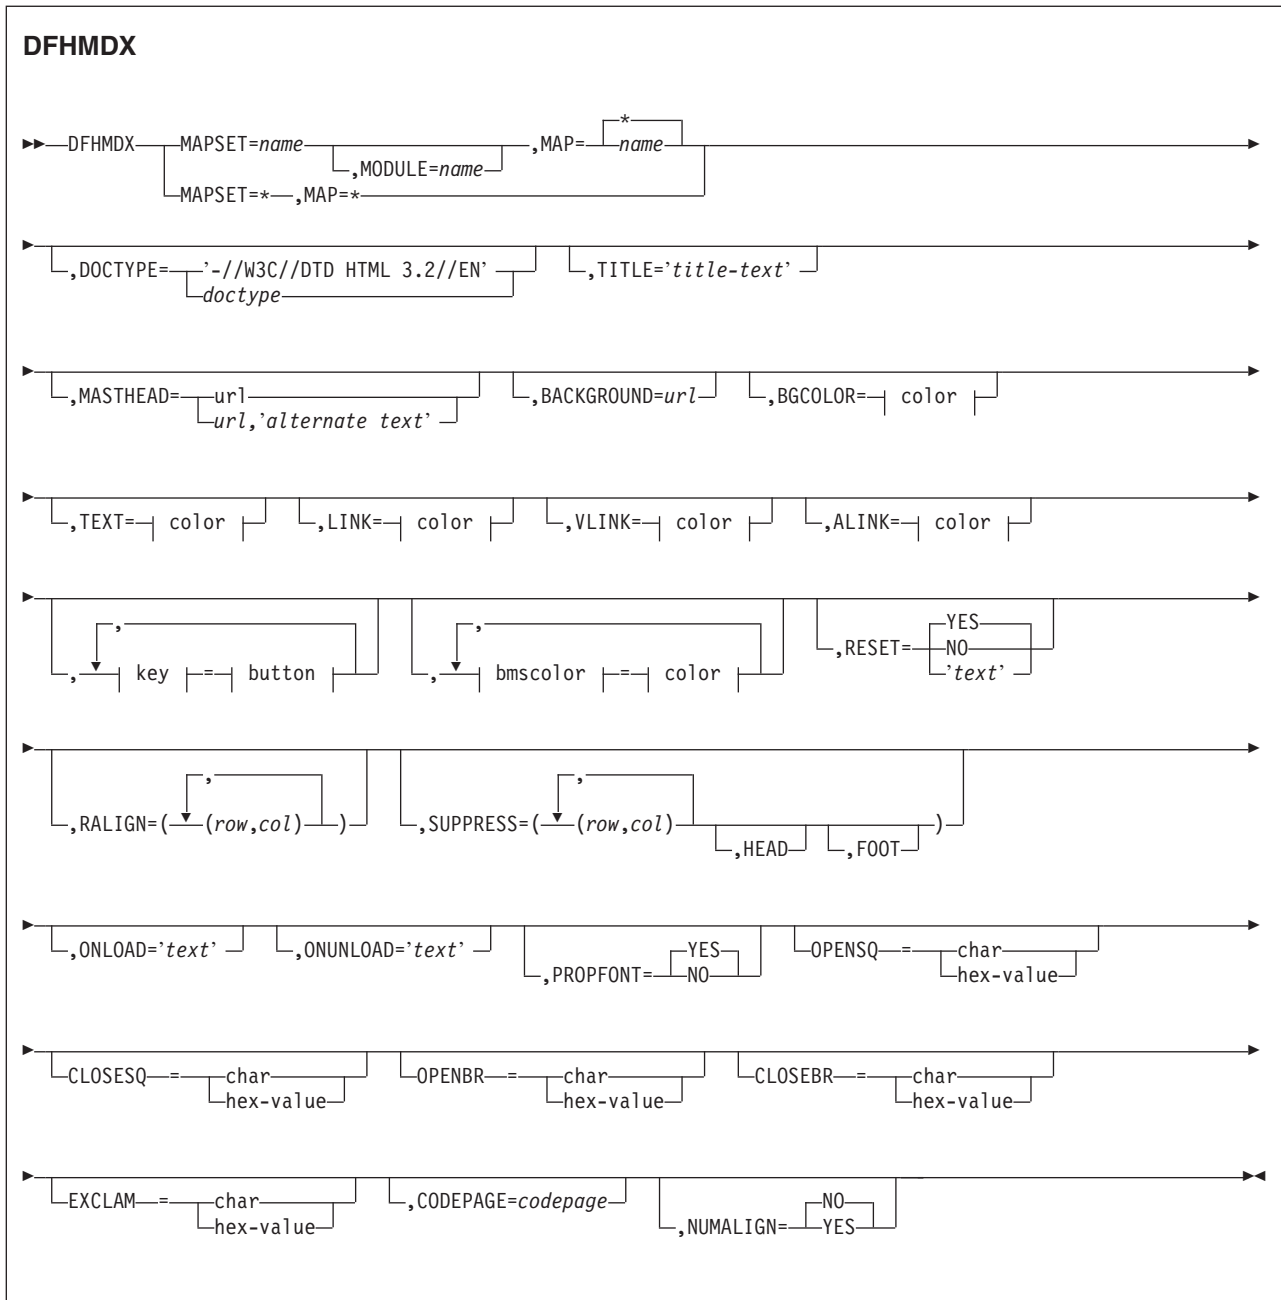 DFHMDX
DFHMDX MAPSET=name ,MODULE=name ,MAP= * name
MAPSET=* ,MAP=*
,DOCTYPE= '-//W3C//DTD HTML 3.2//EN' ,TITLE='title-text'
doctype
,MASTHEAD= url ,BACKGROUND=url ,BGCOLOR= color
url,'alternate text'
,TEXT= color ,LINK= color ,VLINK= color ,ALINK= color
, , YES
, key = button , bmscolor = color ,RESET= NO
'text'
, ,
,RALIGN=( (row,col) ) ,SUPPRESS=( (row,col) )
,HEAD ,FOOT
YES
,ONLOAD='text' ,ONUNLOAD='text' ,PROPFONT= NO OPENSQ = char
hex-value
CLOSESQ = char OPENBR = char CLOSEBR = char
hex-value hex-value hex-value
NO
EXCLAM = char ,CODEPAGE=codepage ,NUMALIGN= YES
hex-value